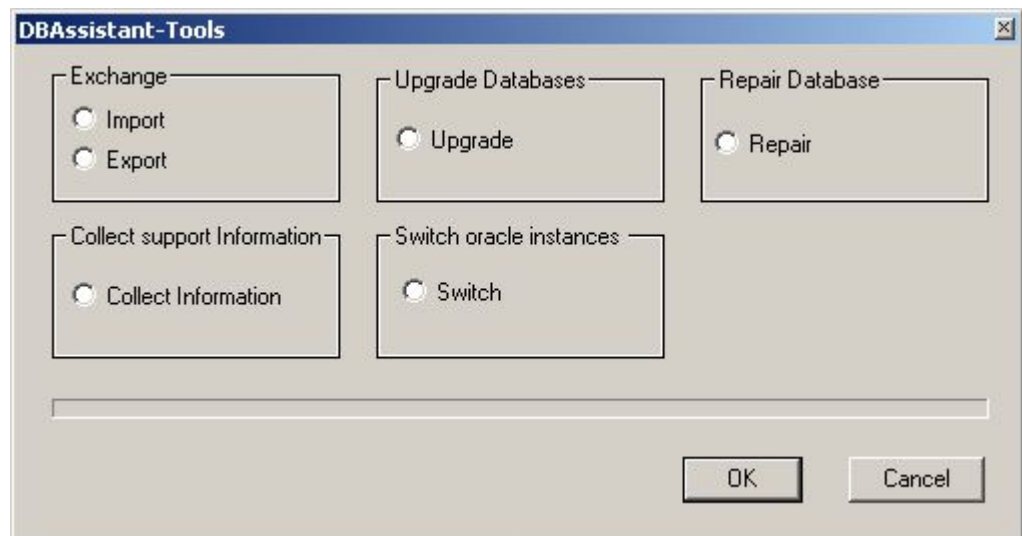 DBAssistant-Tools
Exchange
Import
Export
Upgrade Databases
Upgrade
Repair Database
Repair
Collect support Information
Collect Information
Switch oracle instances
Switch
OK
Cancel